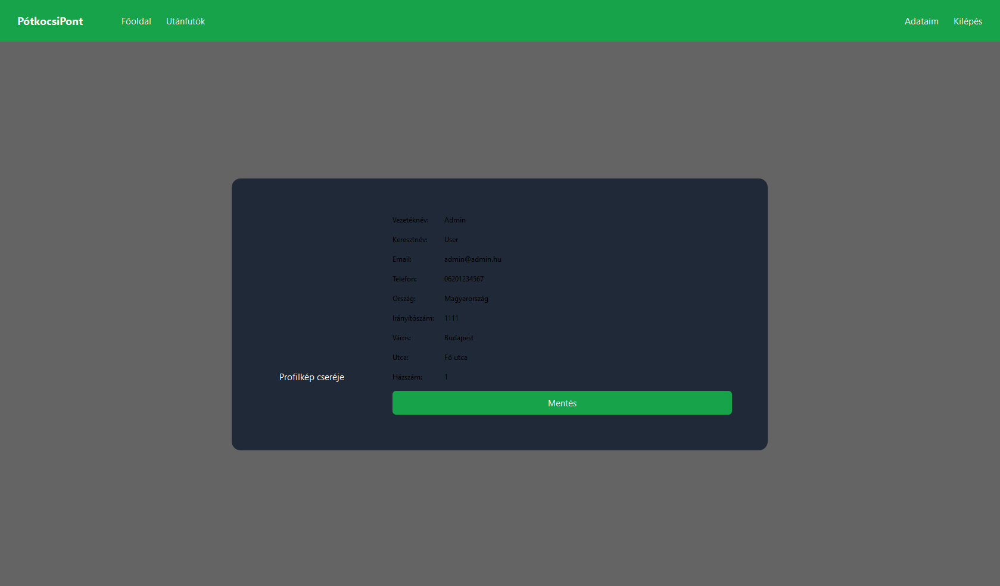 PótkocsiPont Főoldal Utánfutók Adataim Kilépés
Vezetéknév: Admin
Keresztnév: User
Email: admin@admin.hu
Telefon: 06201234567
Ország: Magyarország
Irányítószám: 1111
Város: Budapest
Utca: Fő utca
Profilkép cseréje
Házszám: 1
Mentés